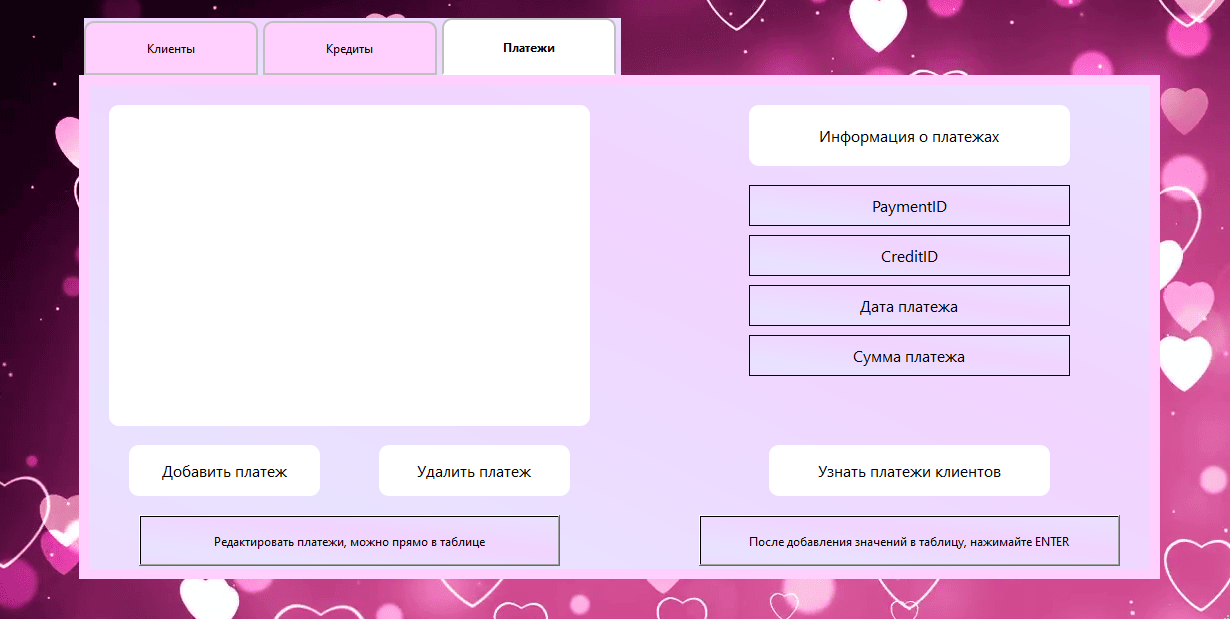 Клиенты
Кредиты
Платежи
Информация о платежах
PaymentID
CreditID
Дата платежа
Сумма платежа
Добавить платеж
Удалить платеж
Узнать платежи клиентов
Редактировать платежи, можно прямо в таблице
После добавления значений в таблицу, нажимайте ENTER